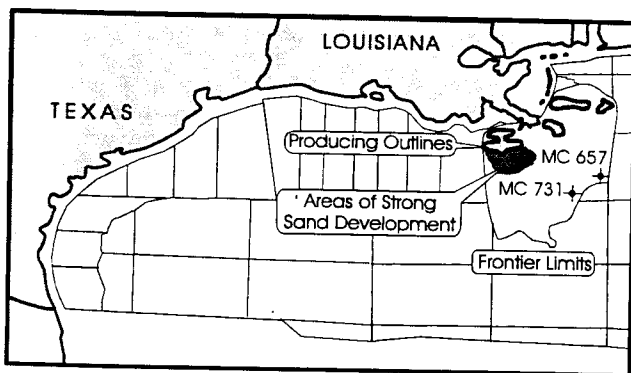 LOUISIANA
TEXAS
Producing Outlines
MC 657
MC 731
' Areas of Strong
Sand Development
Frontier Limits